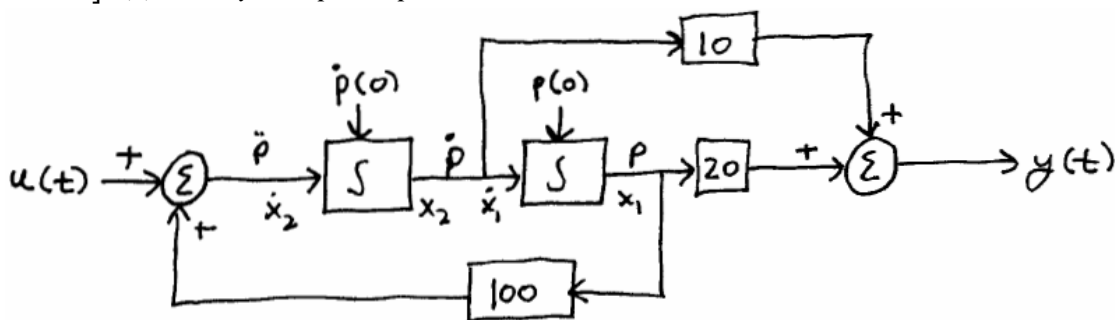 10
ṗ(0)
p(0)
+
+
p̈
ṗ
p
+
u(t)
Σ
∫
∫
20
Σ
y(t)
ẋ₂
x₂
ẋ₁
x₁
+
100